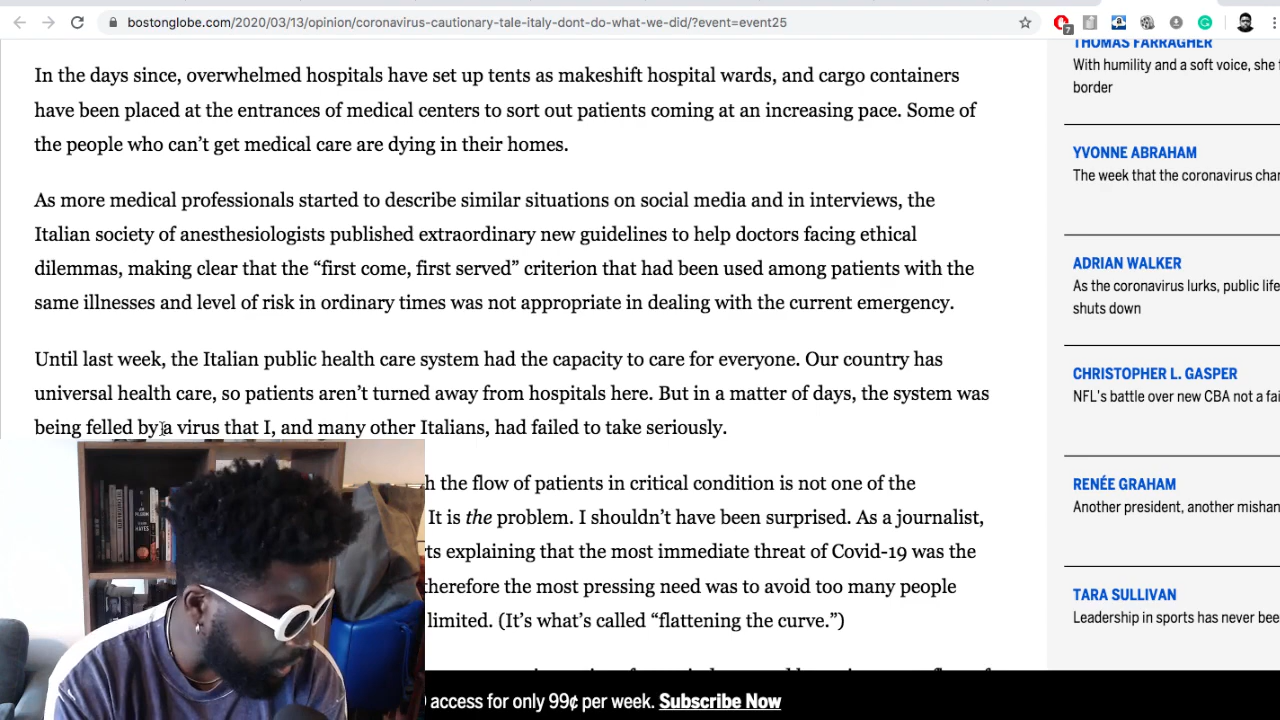 bostonglobe.com/2020/03/13/opinion/coronavirus-cautionary-tale-italy-dont-do-what-we-did/?event=event25
7
In the days since, overwhelmed hospitals have set up tents as makeshift hospital wards, and cargo containers
have been placed at the entrances of medical centers to sort out patients coming at an increasing pace. Some of
the people who can’t get medical care are dying in their homes.
As more medical professionals started to describe similar situations on social media and in interviews, the
Italian society of anesthesiologists published extraordinary new guidelines to help doctors facing ethical
dilemmas, making clear that the “first come, first served” criterion that had been used among patients with the
same illnesses and level of risk in ordinary times was not appropriate in dealing with the current emergency.
Until last week, the Italian public health care system had the capacity to care for everyone. Our country has
universal health care, so patients aren’t turned away from hospitals here. But in a matter of days, the system was
being felled by a virus that I, and many other Italians, had failed to take seriously.
the flow of patients in critical condition is not one of the
It is the problem. I shouldn’t have been surprised. As a journalist,
explaining that the most immediate threat of Covid-19 was the
therefore the most pressing need was to avoid too many people
limited. (It’s what’s called “flattening the curve.”)
access for only 99¢ per week. Subscribe Now
THOMAS FARRAGHER
With humility and a soft voice, she
border
YVONNE ABRAHAM
The week that the coronavirus
ADRIAN WALKER
As the coronavirus lurks, public life
shuts down
CHRISTOPHER L. GASPER
NFL's battle over new CBA not a
RENÉE GRAHAM
Another president, another
TARA SULLIVAN
Leadership in sports has never